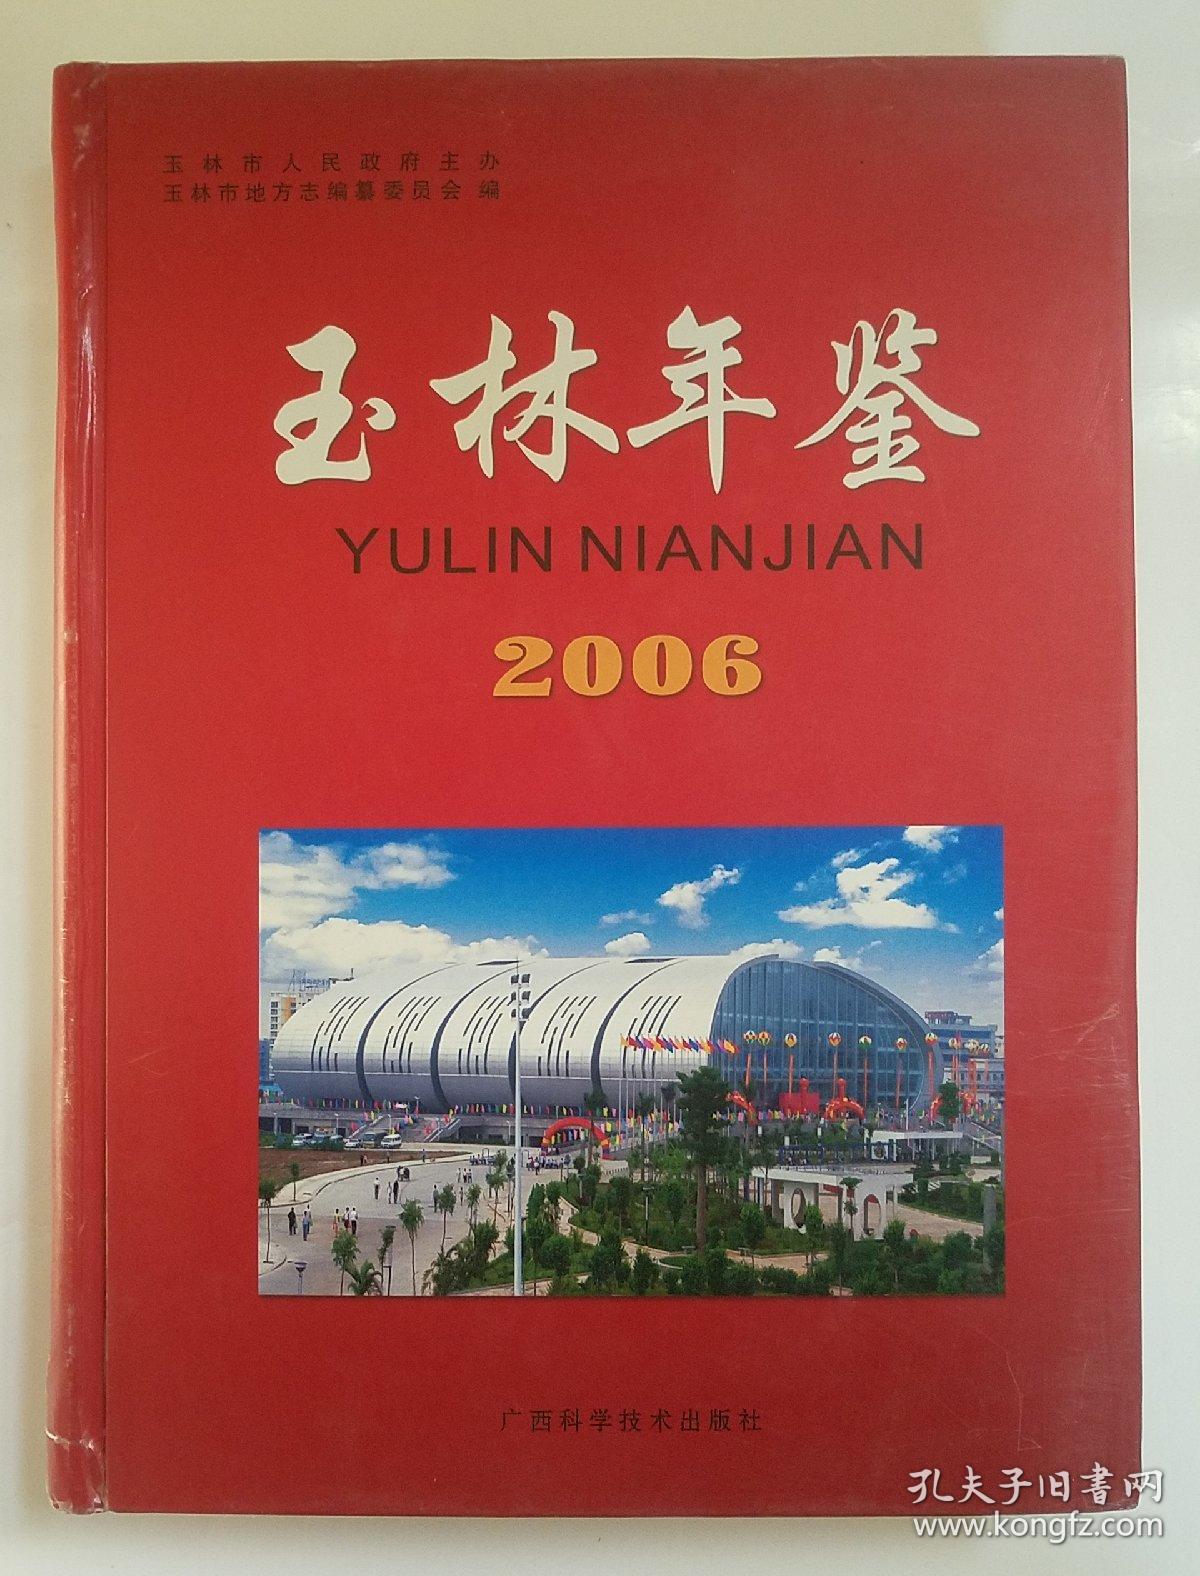 玉林市人民政府主办
玉林市地方志编纂委员会 编
玉林年鉴
YULIN NIANJIAN
2006
广西科学技术出版社
孔夫子旧書网
www.kongfz.com